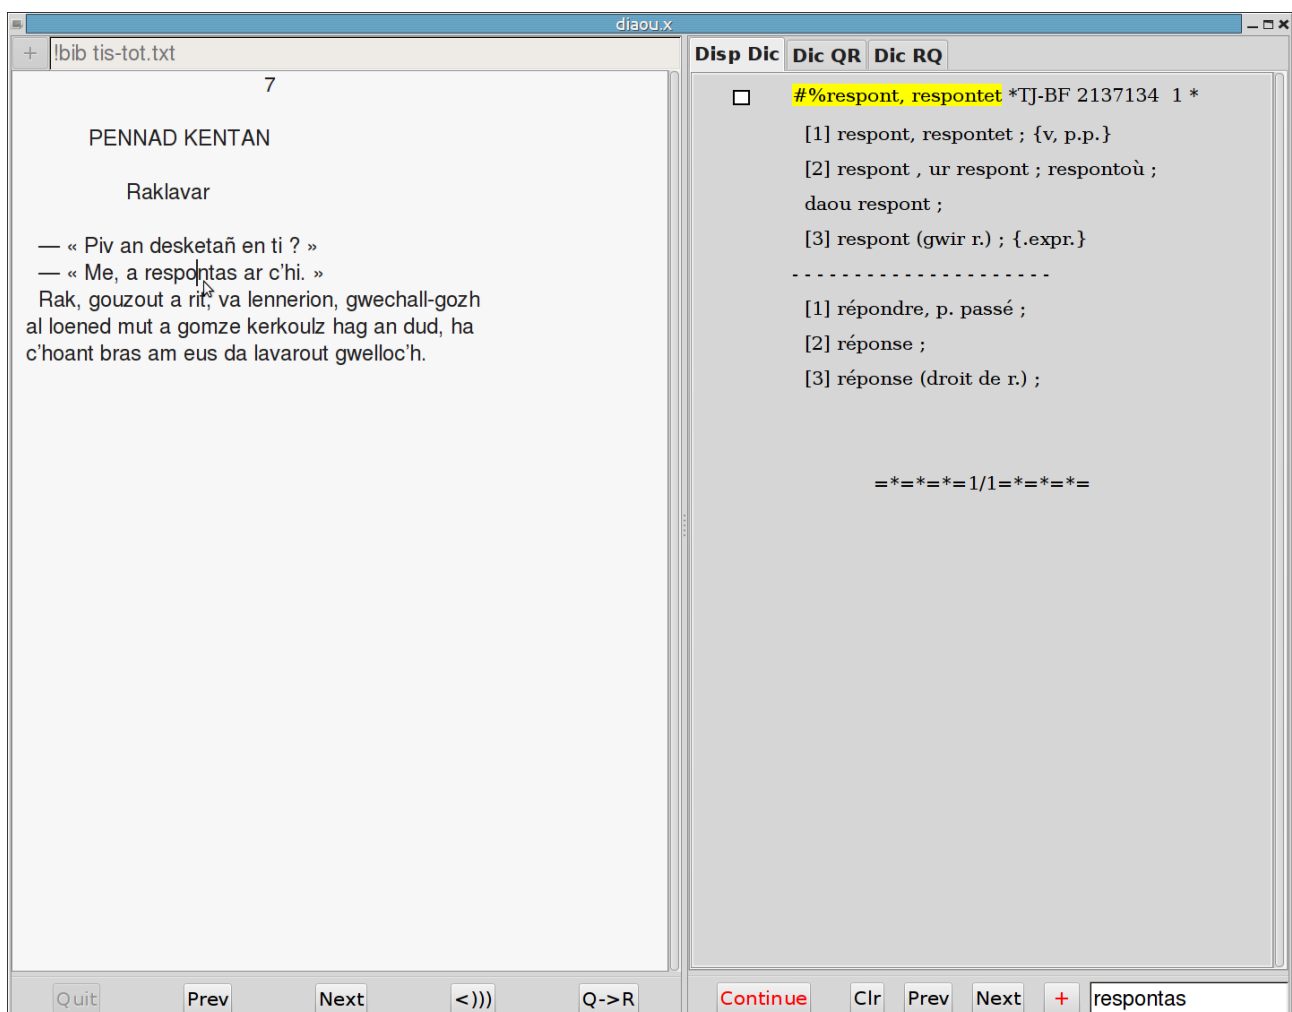 diaou.x
+ !bib tis-tot.txt
7
PENNAD KENTAN
Raklavar
— « Piv an desketañ en ti ? »
— « Me, a respontas ar c'hi. »
Rak, gouzout a rit, va lennerion, gwechall-gozh
al loened mut a gomze kerkoulz hag an dud, ha
c'hoant bras am eus da lavarout gwelloc'h.
Quit Prev Next <))) Q->R
Disp Dic Dic QR Dic RQ
#%respont, respontet *TJ-BF 2137134 1 *
[1] respont, respontet ; {v, p.p.}
[2] respont , ur respont ; respontoù ;
daou respont ;
[3] respont (gwir r.) ; {.expr.}
- - - - - - - - - - - - - - - - - - - - -
[1] répondre, p. passé ;
[2] réponse ;
[3] réponse (droit de r.) ;
=*=*=*=1/1=*=*=*=
Continue Clr Prev Next + respontas